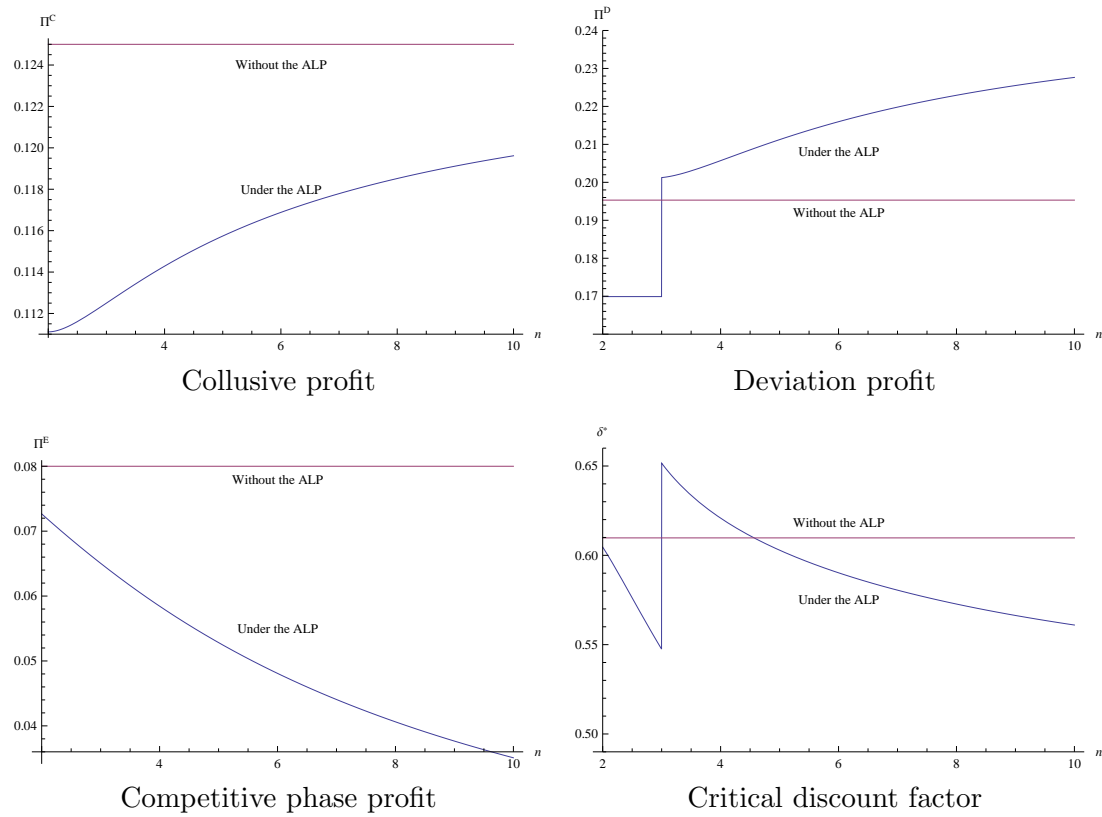 Π^C
0.124
0.122
0.120
0.118
0.116
0.114
0.112
4 6 8 10 n
Without the ALP
Under the ALP
Collusive profit
Π^D
0.24
0.23
0.22
0.21
0.20
0.19
0.18
0.17
2 4 6 8 10 n
Under the ALP
Without the ALP
Deviation profit
Π^E
0.08
0.07
0.06
0.05
0.04
4 6 8 10 n
Without the ALP
Under the ALP
Competitive phase profit
δ*
0.65
0.60
0.55
0.50
2 4 6 8 10 n
Without the ALP
Under the ALP
Critical discount factor